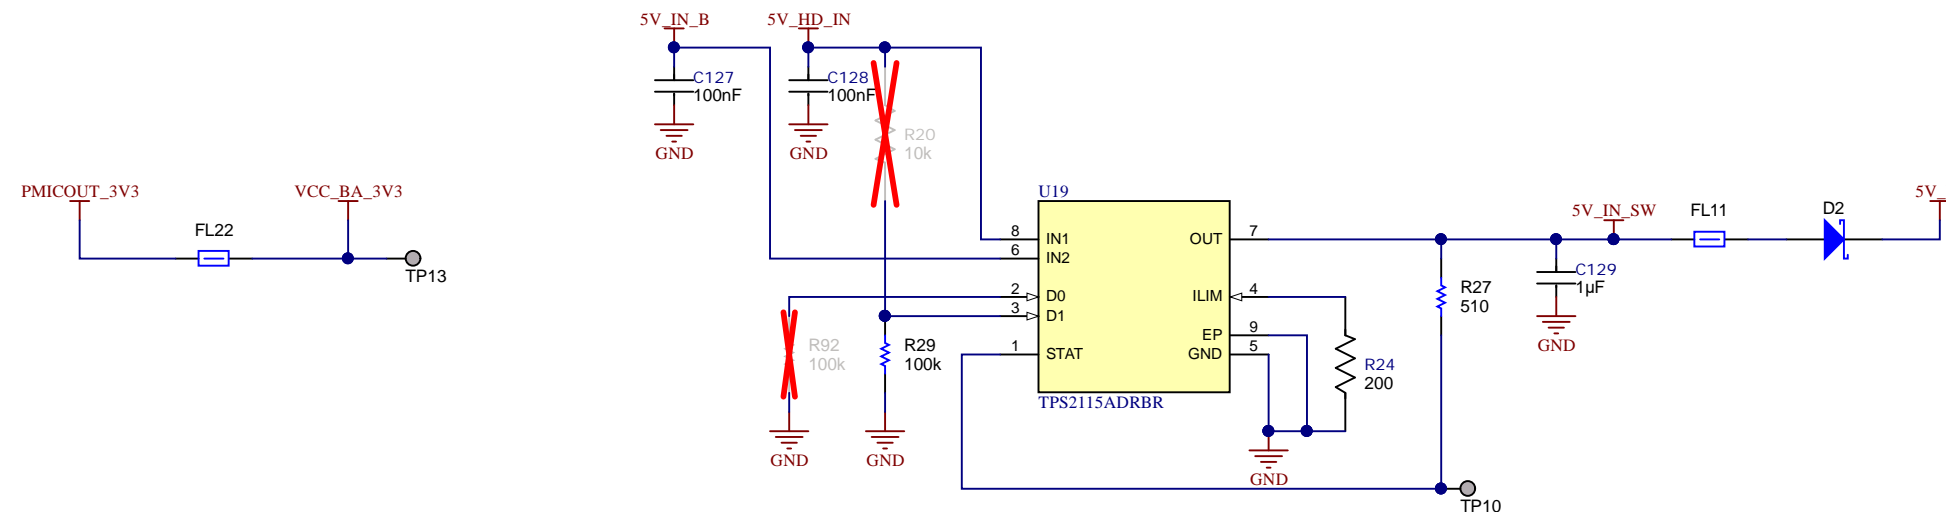 5V_IN_B
5V_HD_IN
C127
100nF
C128
100nF
GND
GND
R20
10k
PMICOUT_3V3
VCC_BA_3V3
FL22
TP13
U19
8
IN1
6
IN2
2
D0
3
D1
1
STAT
OUT
7
ILIM
4
EP
9
GND
5
TPS2115ADRBR
R92
100k
R29
100k
GND
GND
R24
200
GND
R27
510
TP10
5V_IN_SW
C129
1µF
GND
FL11
D2
5V_